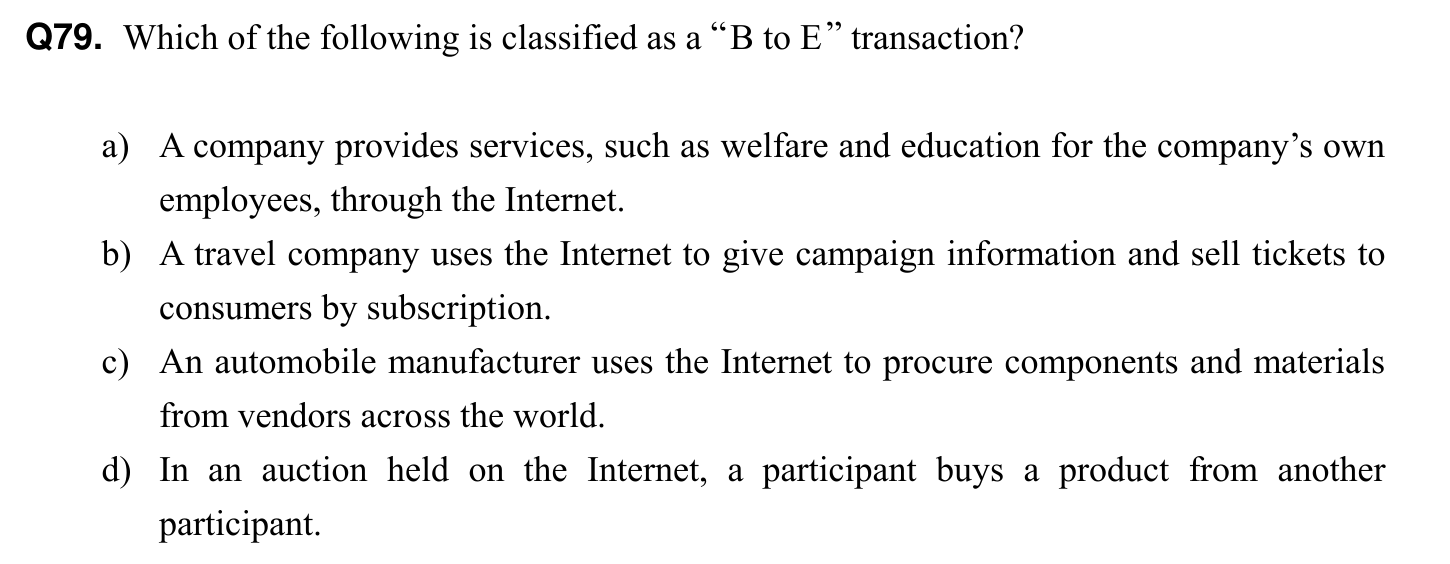 Q79. Which of the following is classified as a “B to E” transaction?
a) A company provides services, such as welfare and education for the company’s own
employees, through the Internet.
b) A travel company uses the Internet to give campaign information and sell tickets to
consumers by subscription.
c) An automobile manufacturer uses the Internet to procure components and materials
from vendors across the world.
d) In an auction held on the Internet, a participant buys a product from another
participant.